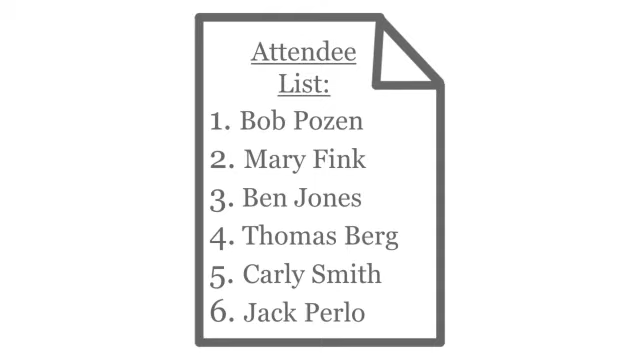 Attendee
List:
1. Bob Pozen
2. Mary Fink
3. Ben Jones
4. Thomas Berg
5. Carly Smith
6. Jack Perlo